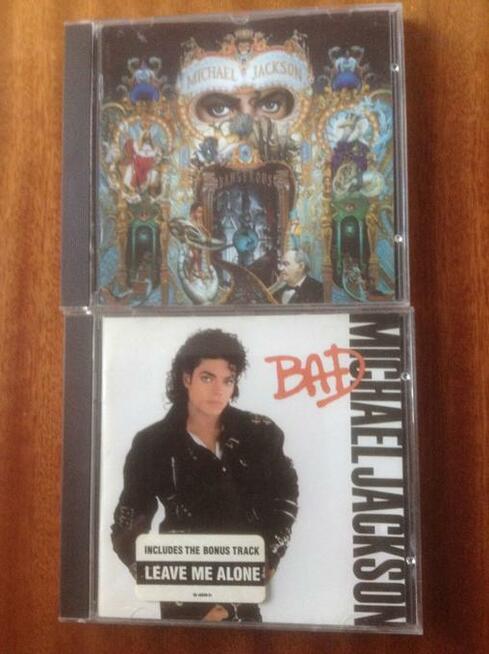 MICHAEL JACKSON
DANGEROUS
BAD
MICHAEL JACKSON
INCLUDES THE BONUS TRACK
LEAVE ME ALONE